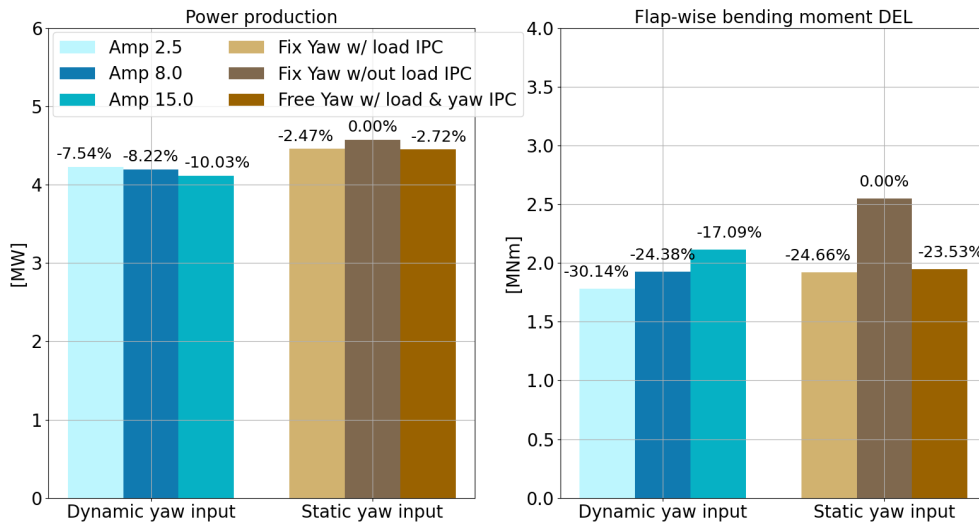 Power production
Flap-wise bending moment DEL
6
5
4
3
2
1
0
[MW]
Amp 2.5
Amp 8.0
Amp 15.0
Fix Yaw w/ load IPC
Fix Yaw w/out load IPC
Free Yaw w/ load & yaw IPC
-7.54%
-8.22%
-10.03%
-2.47%
0.00%
-2.72%
Dynamic yaw input
Static yaw input
4.0
3.5
3.0
2.5
2.0
1.5
1.0
0.5
0.0
[MNm]
-30.14%
-24.38%
-17.09%
-24.66%
0.00%
-23.53%
Dynamic yaw input
Static yaw input